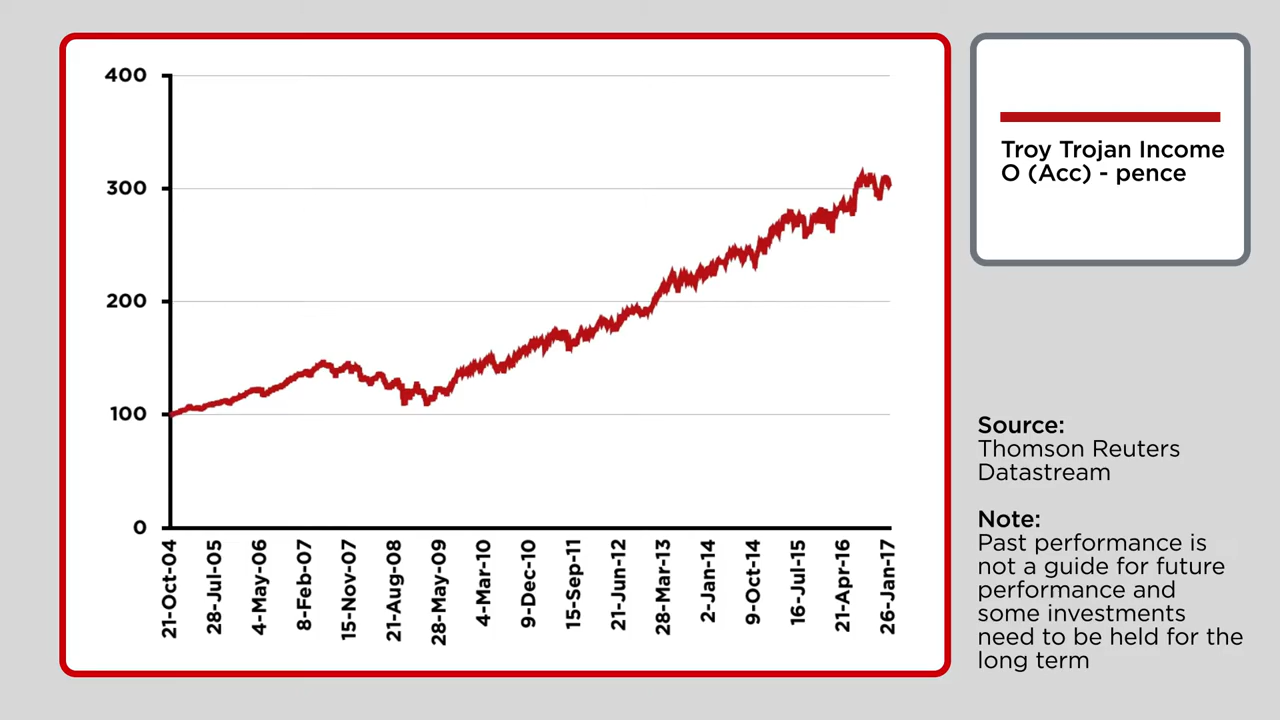 400
300
200
100
0
21-Oct-04
28-Jul-05
4-May-06
8-Feb-07
15-Nov-07
21-Aug-08
28-May-09
4-Mar-10
9-Dec-10
15-Sep-11
21-Jun-12
28-Mar-13
2-Jan-14
9-Oct-14
16-Jul-15
21-Apr-16
26-Jan-17
Troy Trojan Income
O (Acc) - pence
Source:
Thomson Reuters
Datastream
Note:
Past performance is
not a guide for future
performance and
some investments
need to be held for the
long term